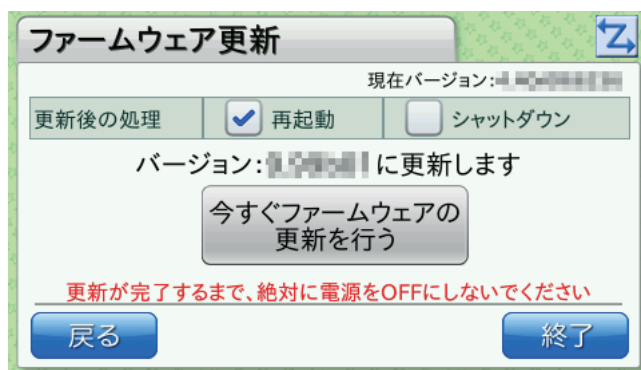 ファームウェア更新
Z
現在バージョン:
更新後の処理 再起動 シャットダウン
バージョン: に更新します
今すぐファームウェアの
更新を行う
更新が完了するまで、絶対に電源をOFFにしないでください
戻る 終了